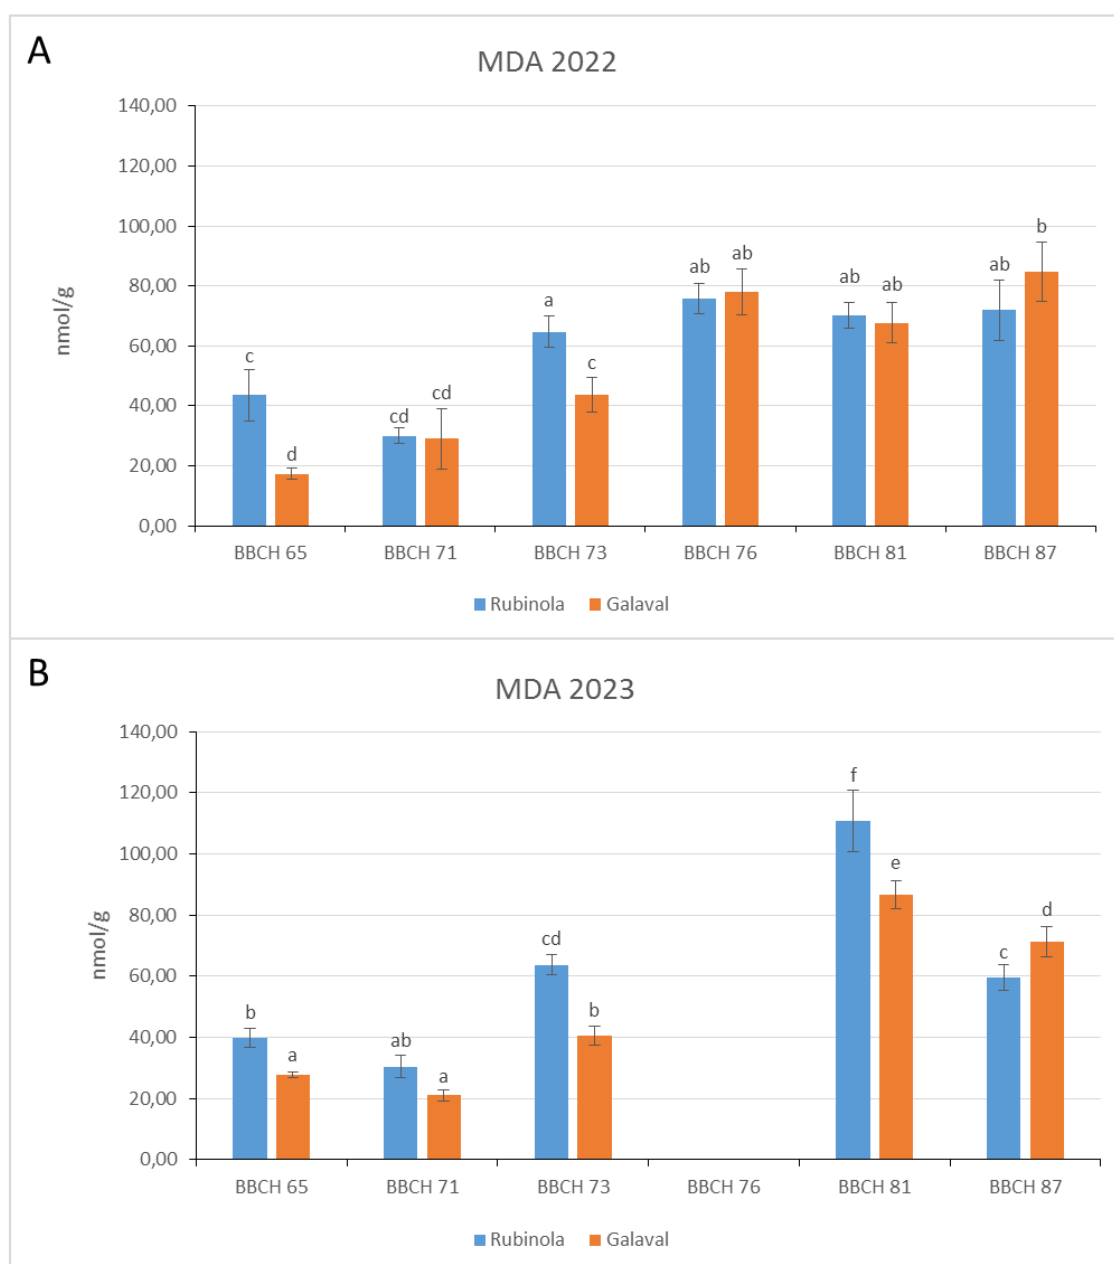 A
MDA 2022
nmol/g
140,00
120,00
100,00
80,00
60,00
40,00
20,00
0,00
c
d
cd
cd
a
c
ab
ab
ab
ab
ab
b
BBCH 65
BBCH 71
BBCH 73
BBCH 76
BBCH 81
BBCH 87
Rubinola
Galaval
B
MDA 2023
nmol/g
140,00
120,00
100,00
80,00
60,00
40,00
20,00
0,00
b
a
ab
a
cd
b
f
e
c
d
BBCH 65
BBCH 71
BBCH 73
BBCH 76
BBCH 81
BBCH 87
Rubinola
Galaval